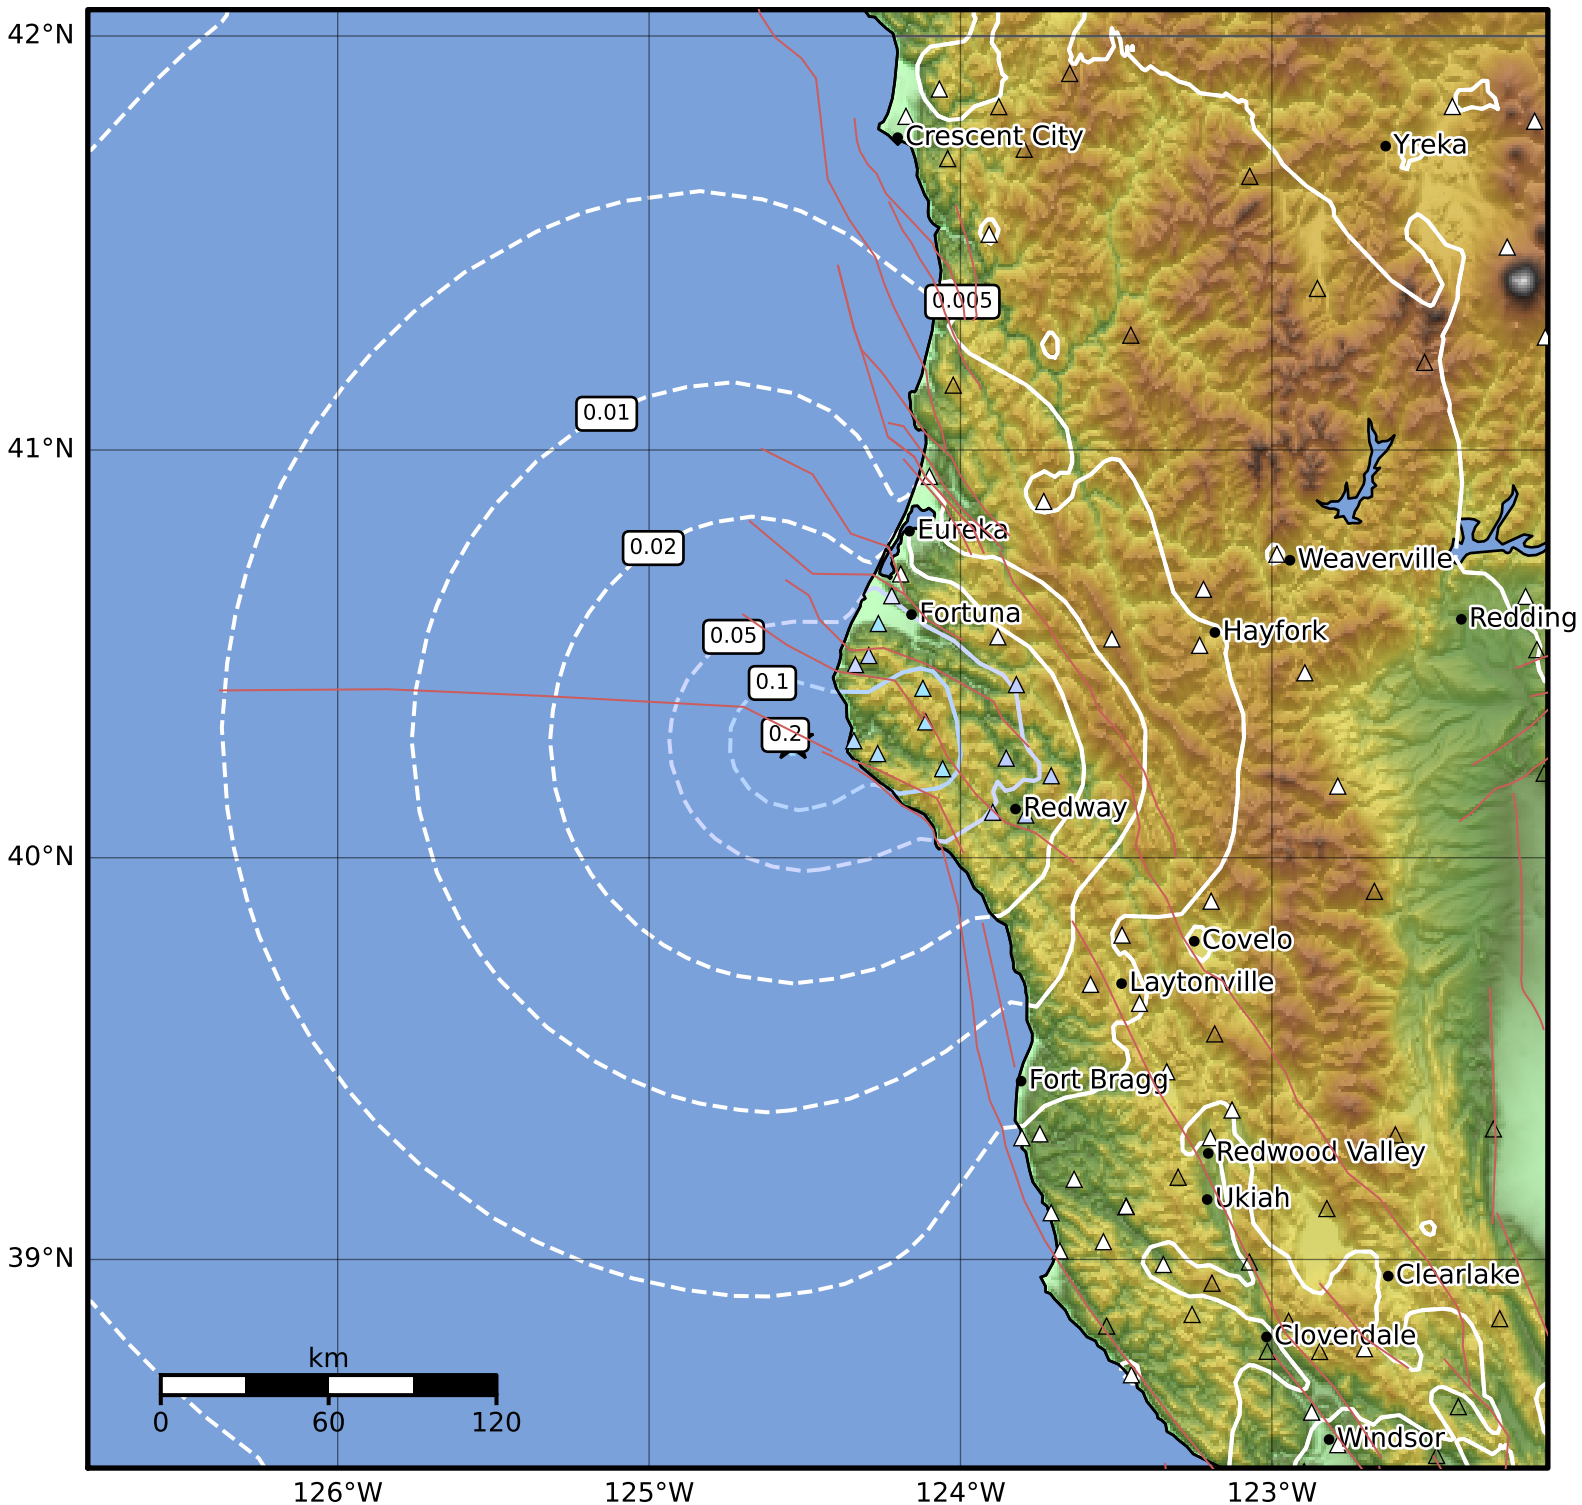 42°N
Crescent City
Yreka
0.005
0.01
41°N
Eureka
0.02
Weaverville
Fortuna
Redding
Hayfork
0.05
0.1
0.2
Redway
40°N
Covelo
Laytonville
Fort Bragg
Redwood Valley
Ukiah
39°N
Clearlake
Cloverdale
km
0 60 120
Windsor
126°W 125°W 124°W 123°W